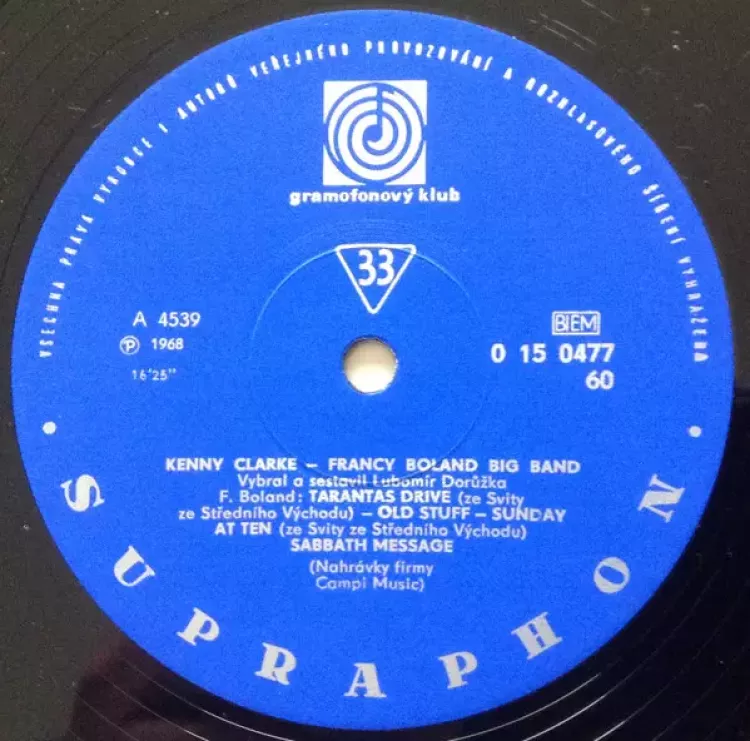 VŠECHNA PRÁVA VÝROBCE I AUTORŮ VEŘEJNÉHO PROVOZOVÁNÍ A ROZHLASOVÉHO ŠÍŘENÍ VYHRAŽENA
gramofonový klub
33
A 4539
Ⓟ 1968
16'25"
BIEM
0 15 0477
60
KENNY CLARKE – FRANCY BOLAND BIG BAND
Vybral a sestavil Lubomír Dorůžka
F. Boland: TARANTAS DRIVE (ze Svity
ze Středního Východu) – OLD STUFF – SUNDAY
AT TEN (ze Svity ze Středního Východu)
SABBATH MESSAGE
(Nahrávky firmy
Campi Music)
• SUPRAPHON •